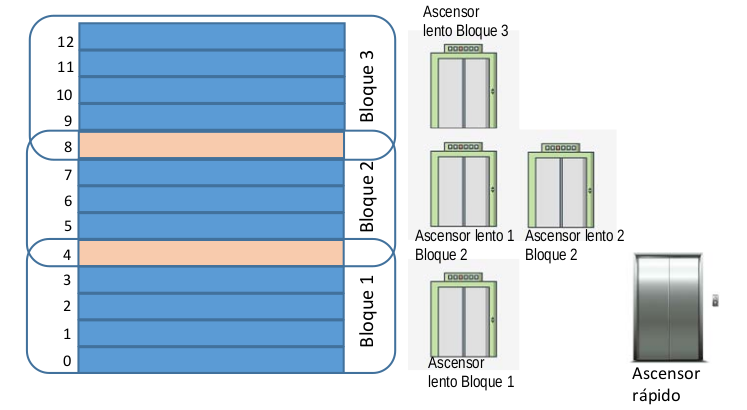 12
11
10
9
8
7
6
5
4
3
2
1
0
Bloque 3
Bloque 2
Bloque 1
Ascensor
lento Bloque 3
Ascensor lento 1
Bloque 2
Ascensor lento 2
Bloque 2
Ascensor
lento Bloque 1
Ascensor
rápido